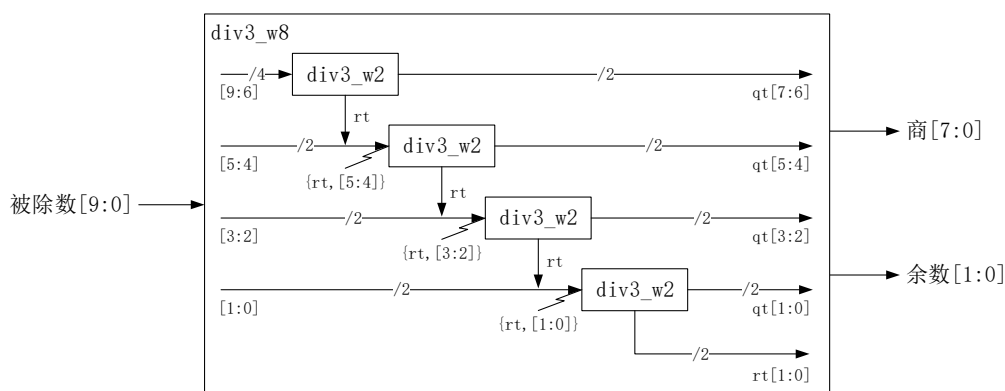 div3_w8
/4
div3_w2
/2
[9:6]
qt[7:6]
rt
商[7:0]
/2
div3_w2
/2
[5:4]
qt[5:4]
{rt,[5:4]}
rt
被除数[9:0]
/2
div3_w2
/2
[3:2]
qt[3:2]
{rt,[3:2]}
rt
余数[1:0]
/2
div3_w2
/2
[1:0]
qt[1:0]
{rt,[1:0]}
/2
rt[1:0]